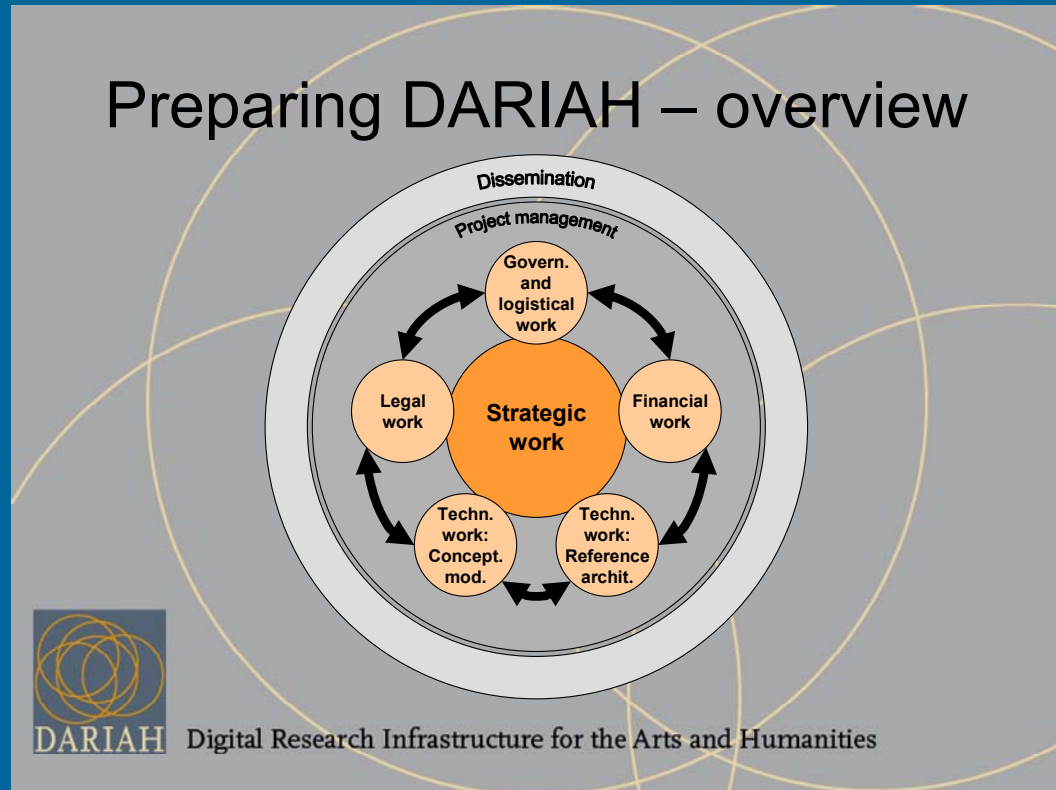 Preparing DARIAH – overview
Dissemination
Project management
Govern.
and
logistical
work
Legal
work
Strategic
work
Financial
work
Techn.
work:
Concept.
mod.
Techn.
work:
Reference
archit.
DARIAH
Digital Research Infrastructure for the Arts and Humanities